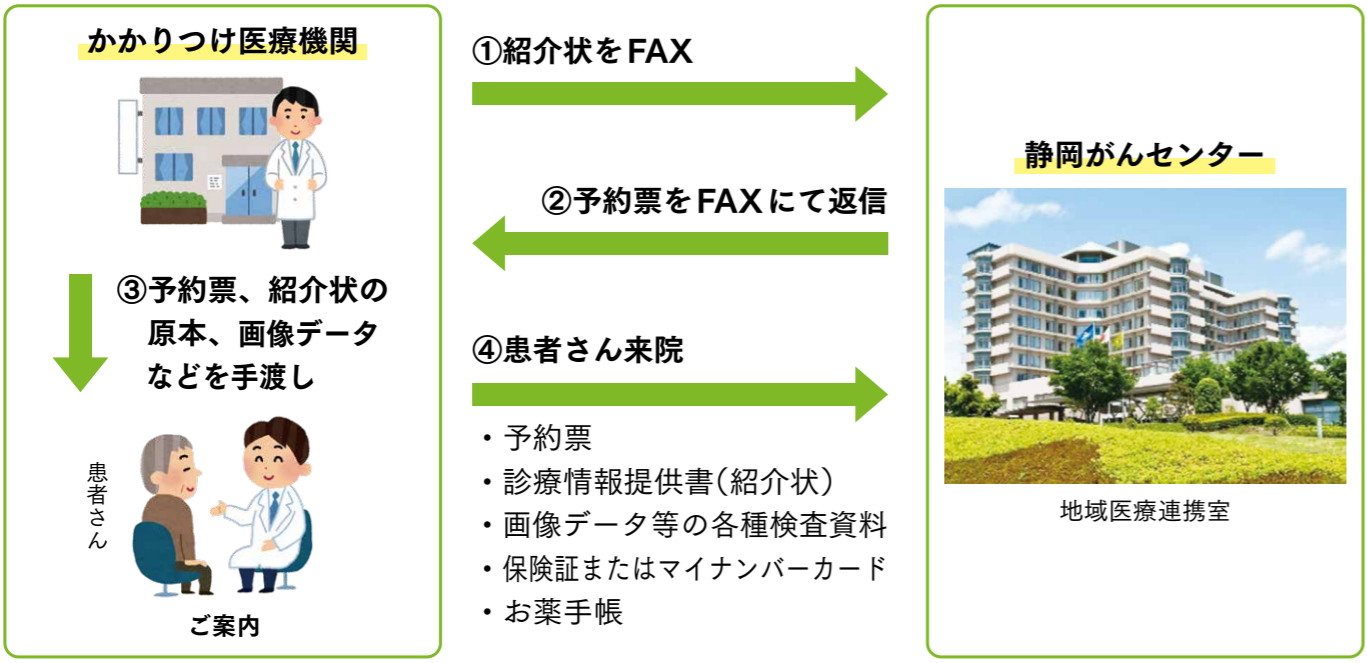 かかりつけ医療機関
①紹介状をFAX
静岡がんセンター
②予約票をFAXにて返信
③予約票、紹介状の
原本、画像データ
などを手渡し
④患者さん来院
・予約票
・診療情報提供書(紹介状)
・画像データ等の各種検査資料
・保険証またはマイナンバーカード
・お薬手帳
患者さん
ご案内
地域医療連携室